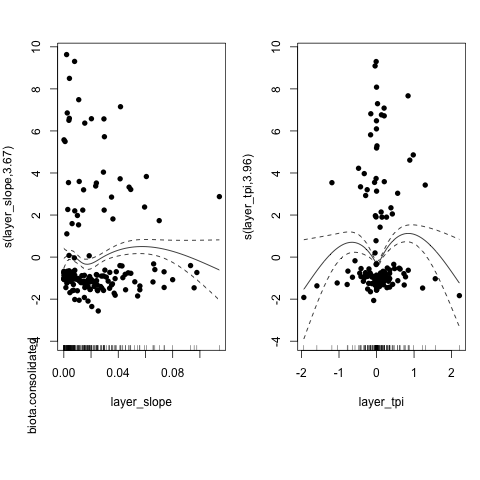 s(layer_slope,3.67)
10
8
6
4
2
0
-2
-4
0.00 0.04 0.08
layer_slope
biota.consolidated
s(layer_tpi,3.96)
10
8
6
4
2
0
-2
-4
-2 -1 0 1 2
layer_tpi